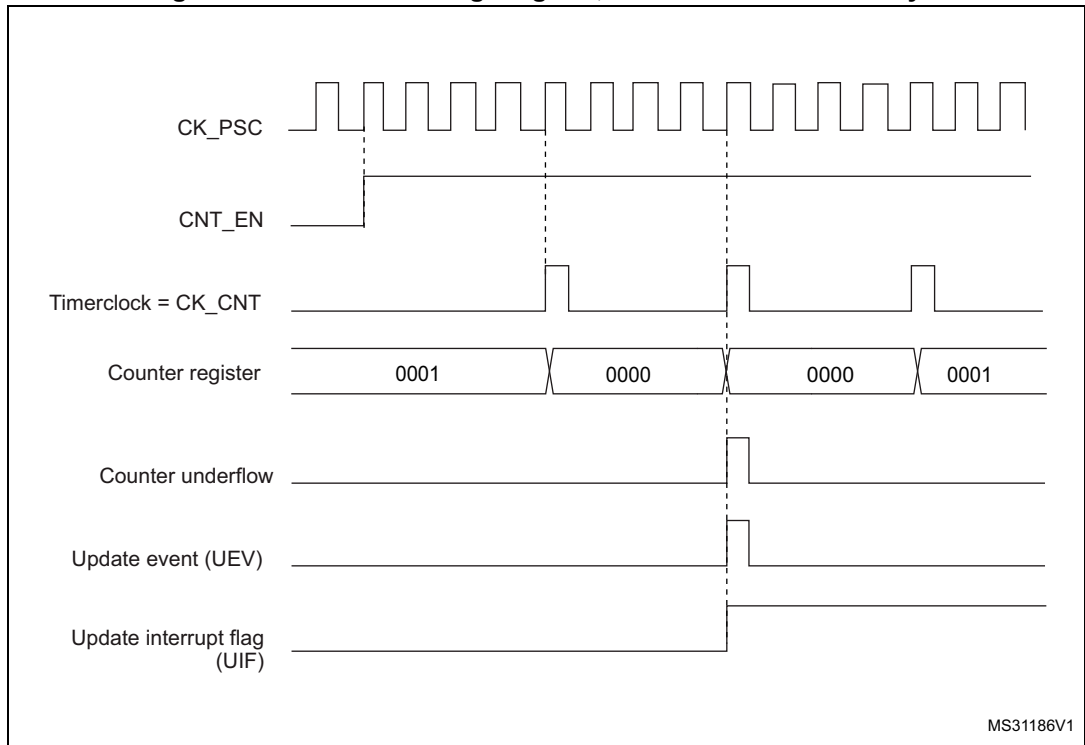 CK_PSC
CNT_EN
Timerclock = CK_CNT
Counter register
0001
0000
0000
0001
Counter underflow
Update event (UEV)
Update interrupt flag
(UIF)
MS31186V1